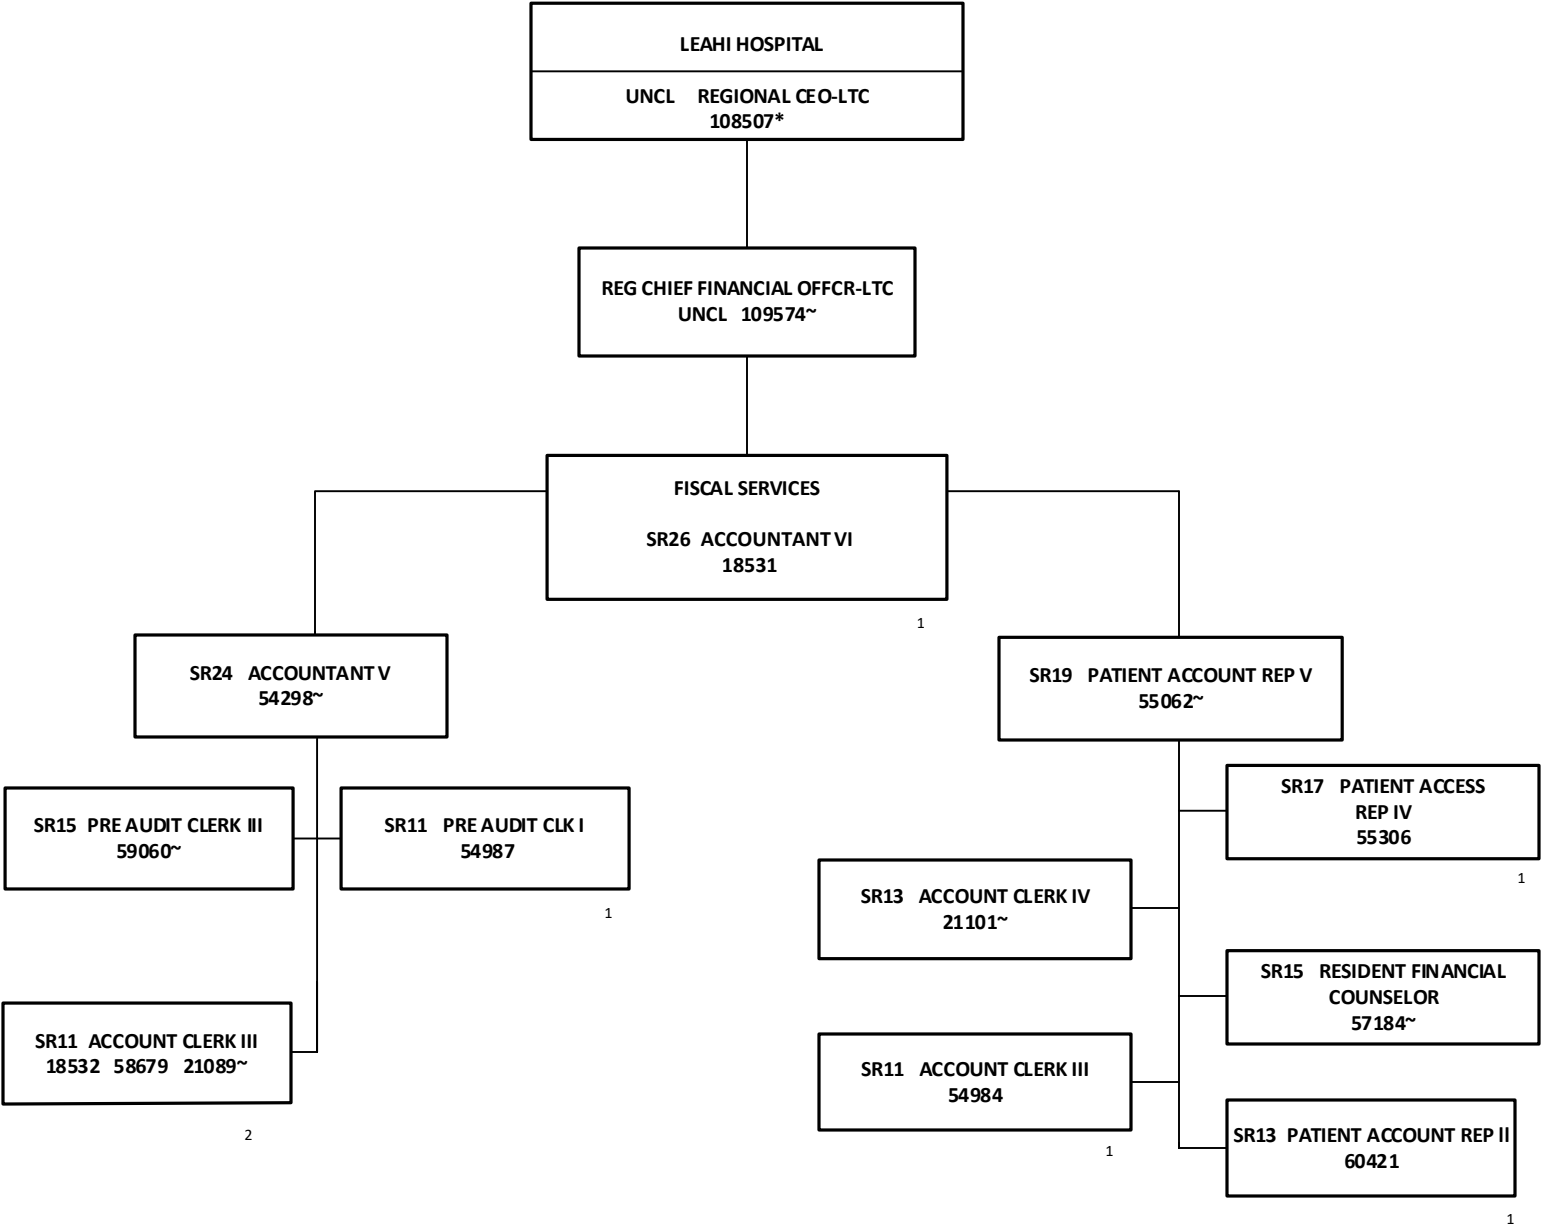 LEAHI HOSPITAL
UNCL REGIONAL CEO-LTC
108507*
REG CHIEF FINANCIAL OFFCR-LTC
UNCL 109574~
FISCAL SERVICES
SR26 ACCOUNTANT VI
18531
1
SR24 ACCOUNTANT V
54298~
SR15 PRE AUDIT CLERK III
59060~
SR11 PRE AUDIT CLK I
54987
1
SR11 ACCOUNT CLERK III
18532 58679 21089~
2
SR19 PATIENT ACCOUNT REP V
55062~
SR17 PATIENT ACCESS
REP IV
55306
1
SR13 ACCOUNT CLERK IV
21101~
SR15 RESIDENT FINANCIAL
COUNSELOR
57184~
SR11 ACCOUNT CLERK III
54984
1
SR13 PATIENT ACCOUNT REP II
60421
1